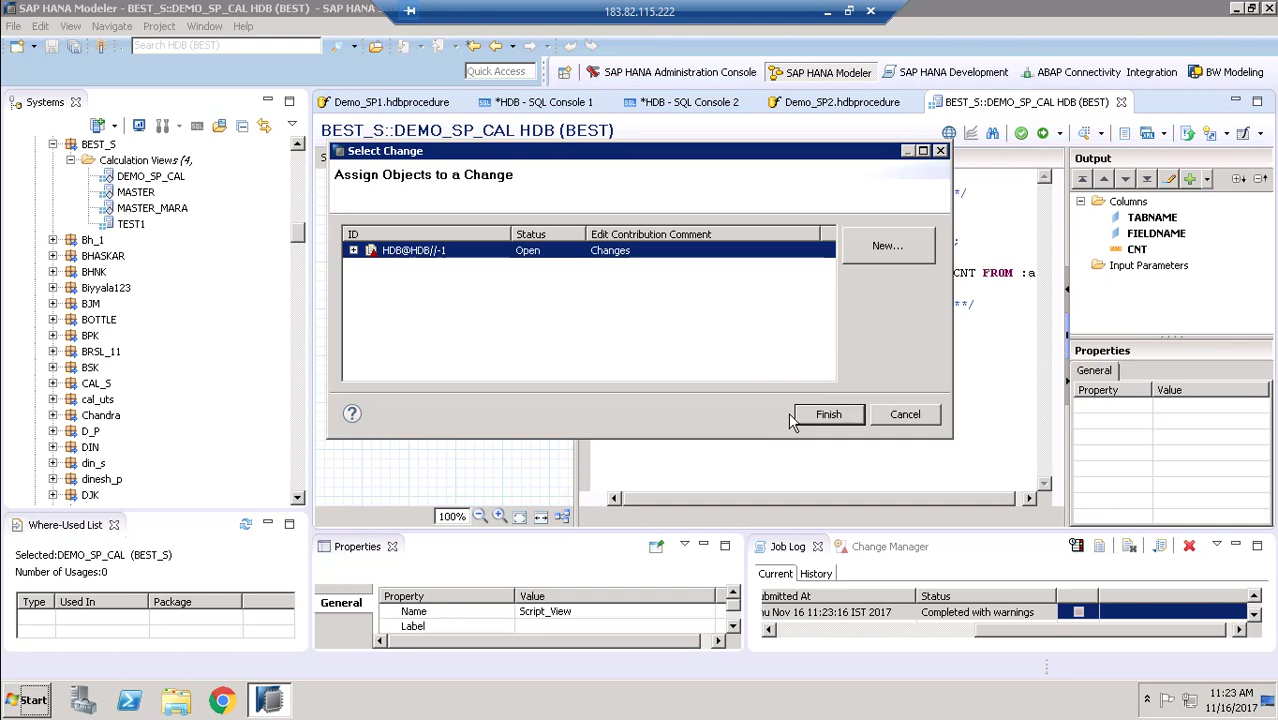 SAP HANA Modeler - BEST_S::DEMO_SP_CAL HDB (BEST)
183.82.115.222
File Edit View Navigate Project Window Help
Search HDB (BEST)
Quick Access
SAP HANA Administration Console
SAP HANA Modeler
SAP HANA Development
ABAP Connectivity Integration
BW Modeling
Systems
Demo_SP1.hdbprocedure
*HDB - SQL Console 1
*HDB - SQL Console 2
Demo_SP2.hdbprocedure
BEST_S::DEMO_SP_CAL HDB (BEST)
BEST_S::DEMO_SP_CAL HDB (BEST)
BEST_S
Calculation Views (4,
DEMO_SP_CAL
MASTER
MASTER_MARA
TEST1
Bh_1
BHASKAR
BHNK
Biyyala123
BJM
BOTTLE
BPK
BRSL_11
BSK
CAL_S
cal_uts
Chandra
D_P
DIN
din_s
dinesh_p
DJK
Select Change
Assign Objects to a Change
ID Status Edit Contribution Comment
HDB@HDB//-1 Open Changes
New...
Finish
Cancel
S
*/
;
CNT FROM :a
**/
Output
Columns
TABNAME
FIELDNAME
CNT
Input Parameters
Properties
General
Property Value
100%
Where-Used List
Selected:DEMO_SP_CAL (BEST_S)
Number of Usages:0
Type Used In Package
Properties
General
Property Value
Name Script_View
Label
Job Log
Change Manager
Current History
ubmitted At Status
hu Nov 16 11:23:16 IST 2017 Completed with warnings
Start
11:23 AM
11/16/2017